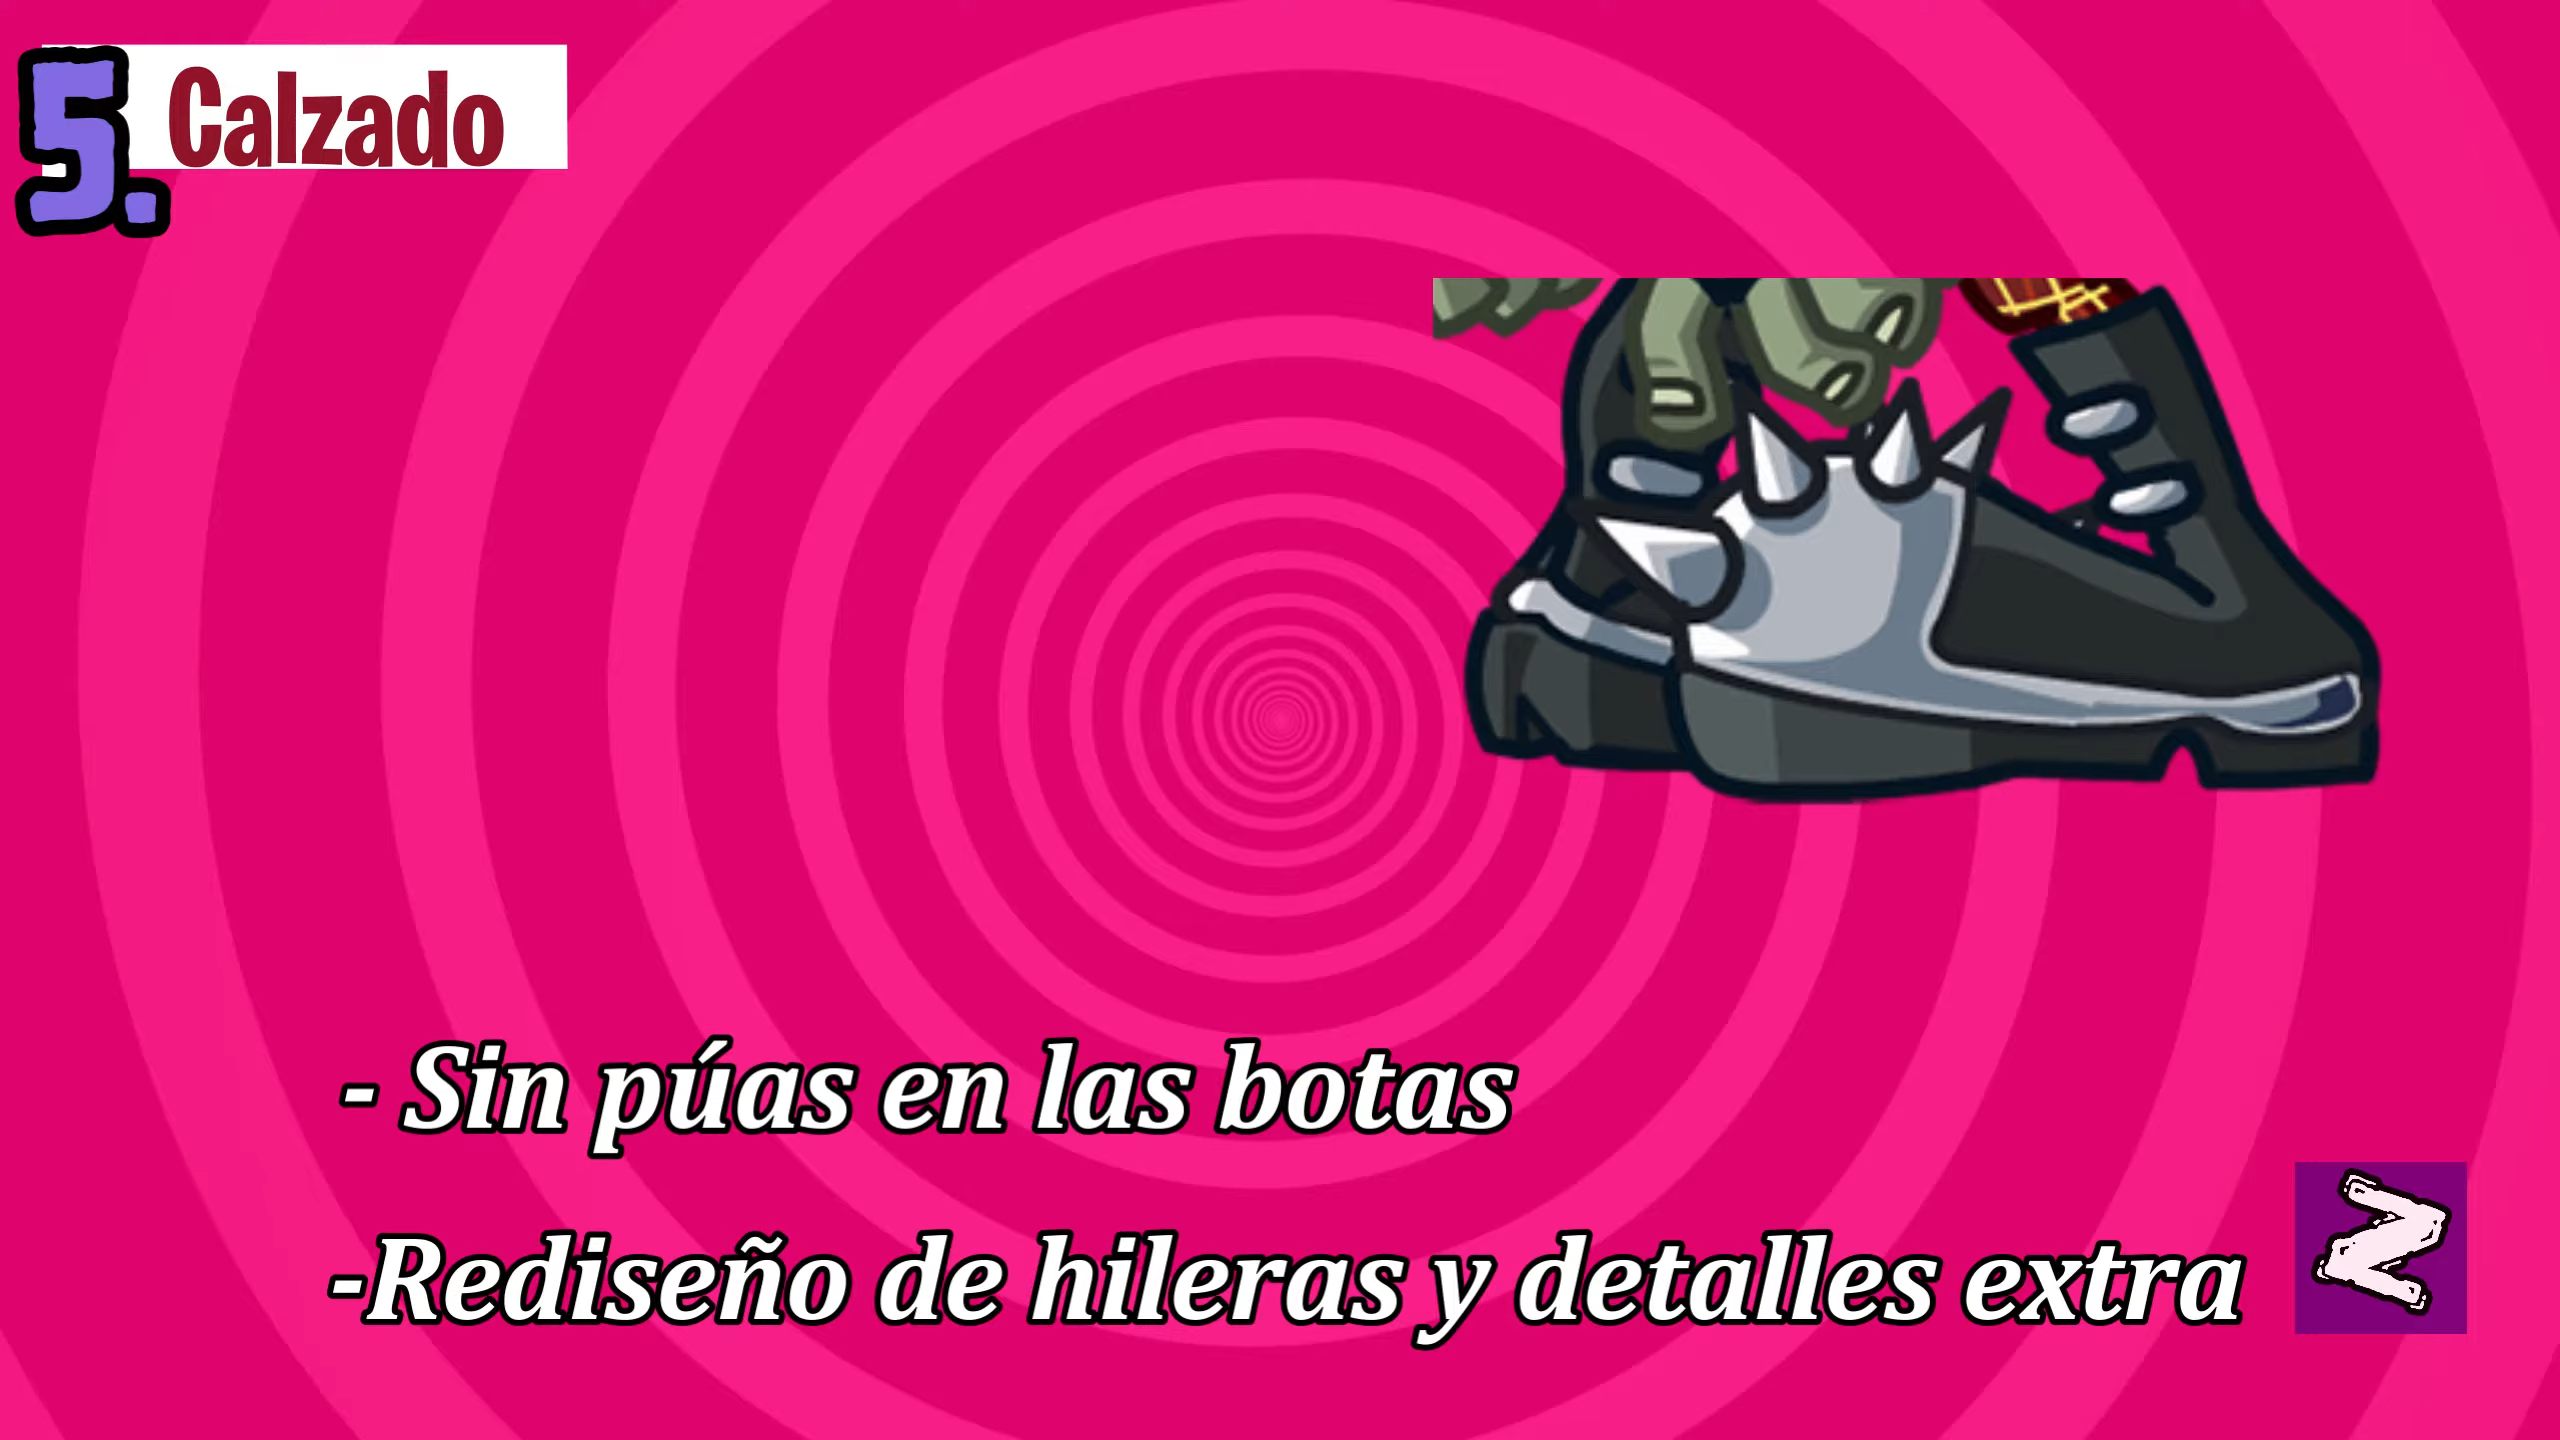 5. Calzado
- Sin púas en las botas
-Rediseño de hileras y detalles extra
Z